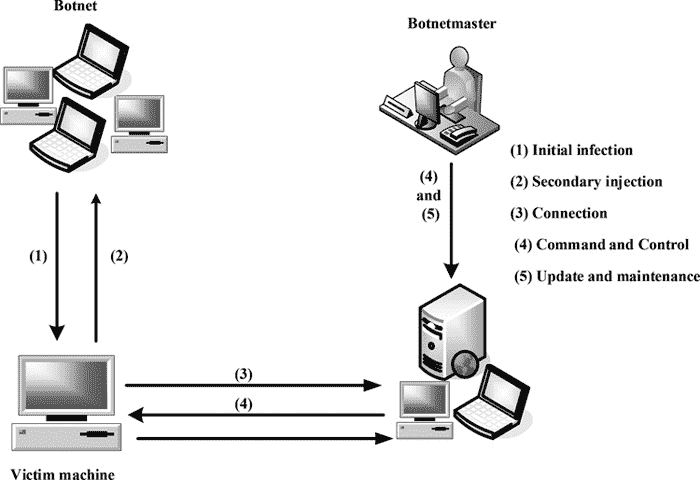 Botnet
Botnetmaster
(1) Initial infection
(2) Secondary injection
(3) Connection
(4) Command and Control
(5) Update and maintenance
(4)
and
(5)
(1)
(2)
(3)
(4)
Victim machine